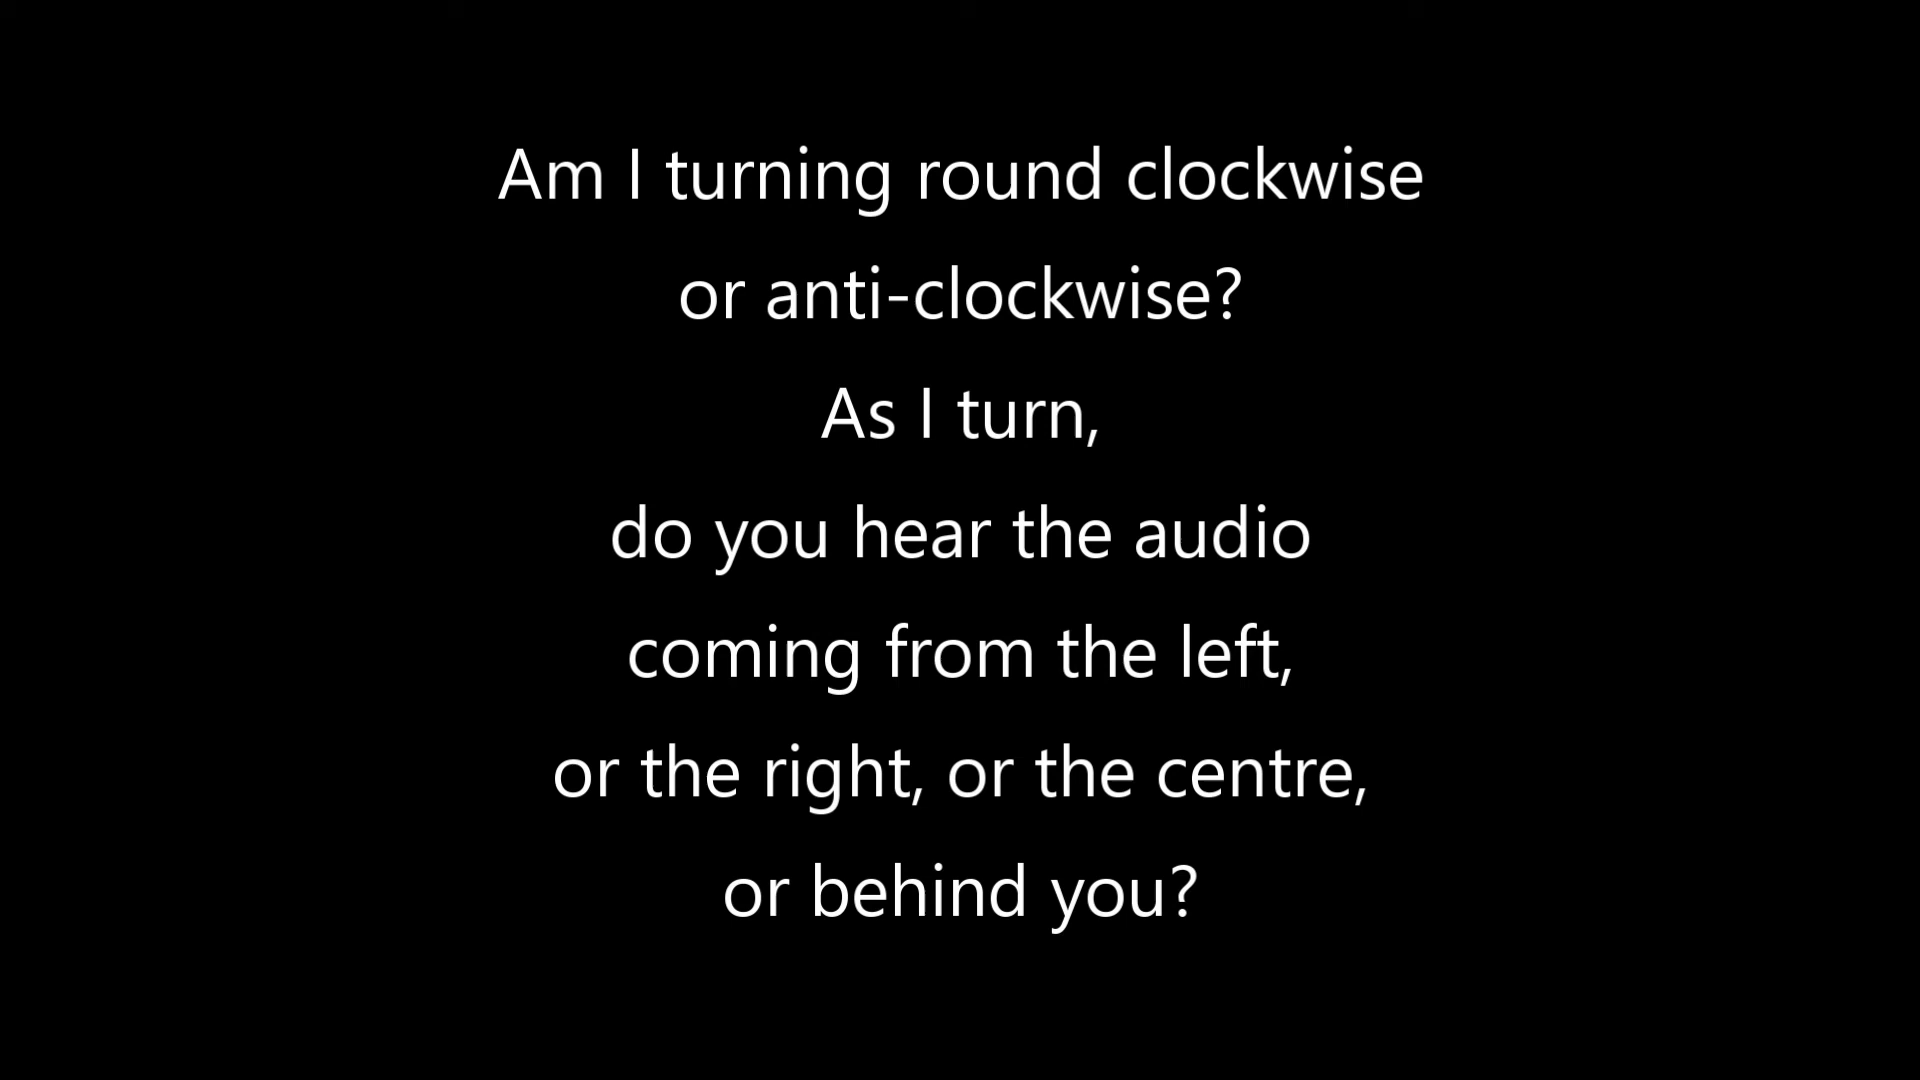 Am I turning round clockwise
or anti-clockwise?
As I turn,
do you hear the audio
coming from the left,
or the right, or the centre,
or behind you?